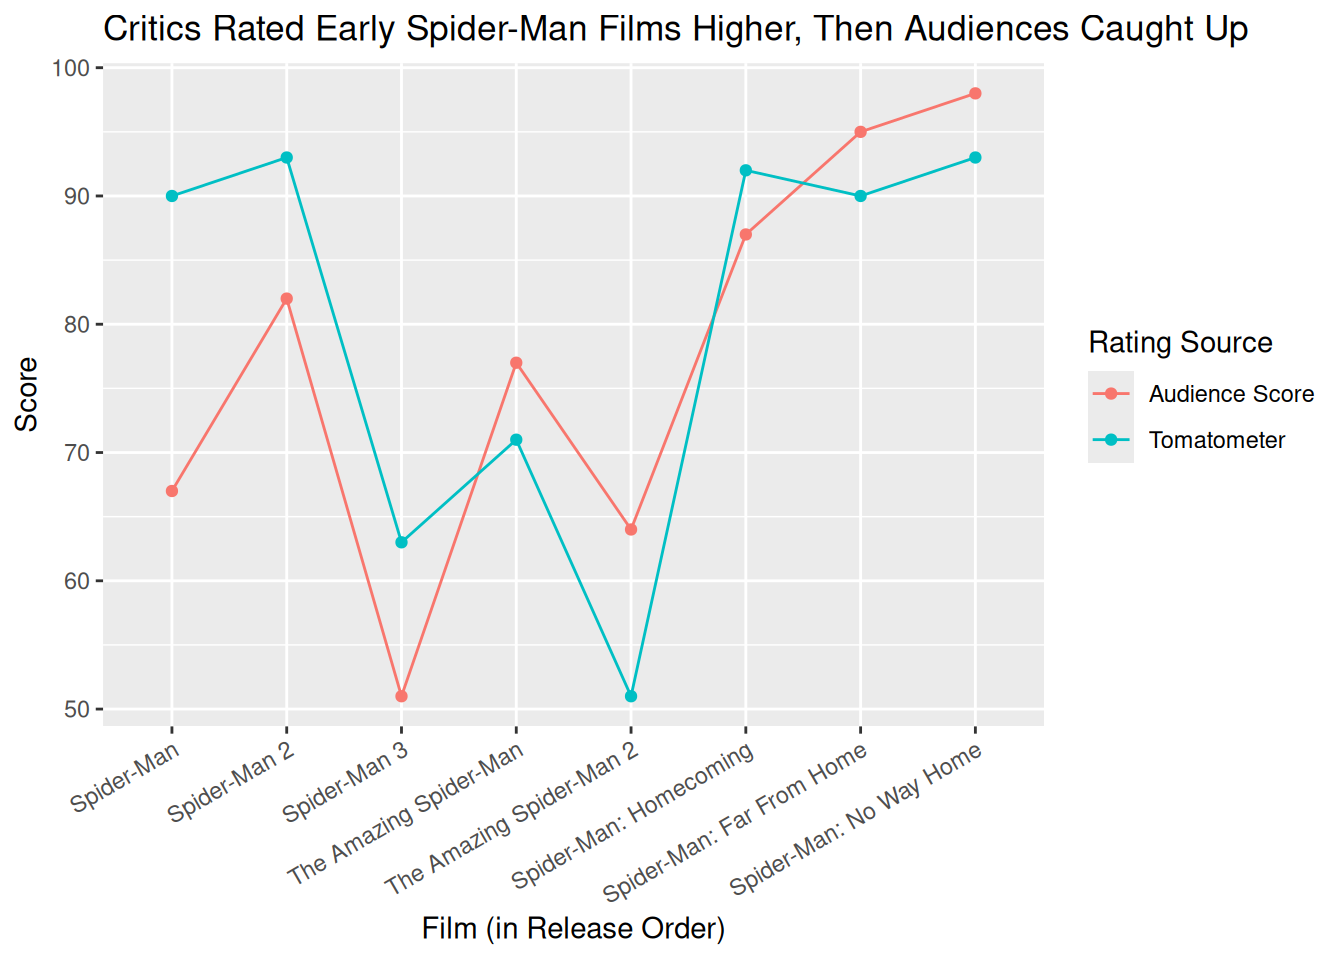 Critics Rated Early Spider-Man Films Higher, Then Audiences Caught Up
100
90
80
70
60
50
Score
Spider-Man
Spider-Man 2
Spider-Man 3
The Amazing Spider-Man
The Amazing Spider-Man 2
Spider-Man: Homecoming
Spider-Man: Far From Home
Spider-Man: No Way Home
Film (in Release Order)
Rating Source
Audience Score
Tomatometer